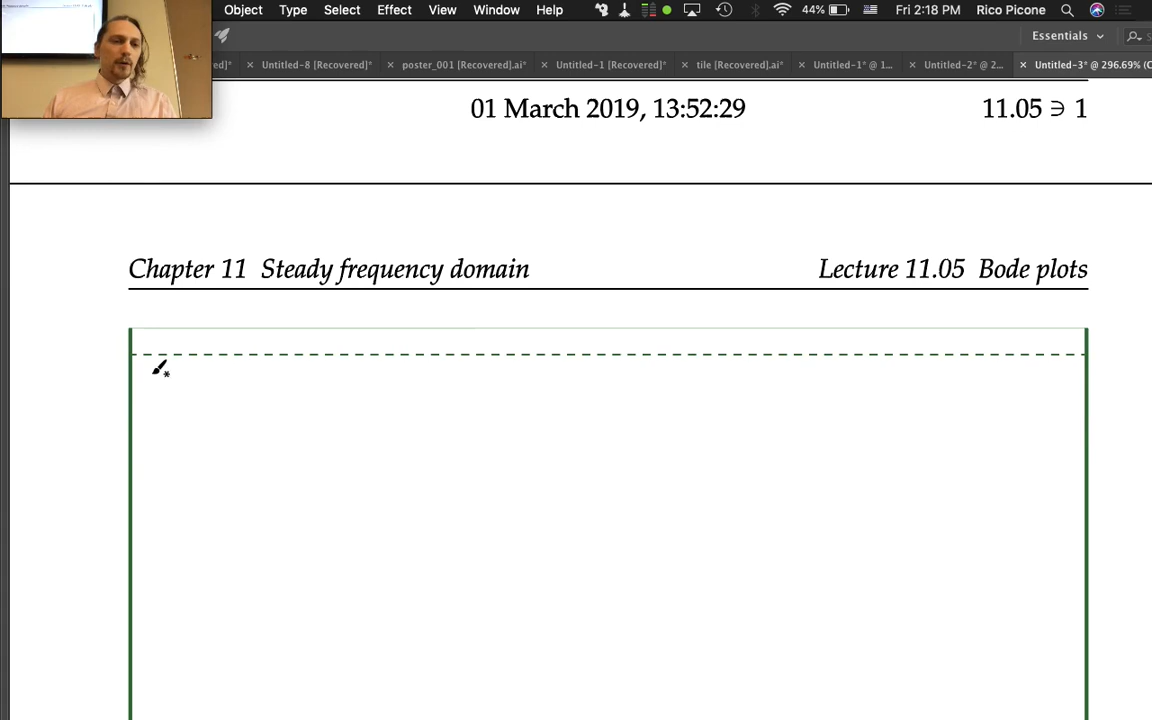 Object Type Select Effect View Window Help 44% Fri 2:18 PM Rico Picone
Essentials
ed]* × Untitled-8 [Recovered]* × poster_001 [Recovered].ai* × Untitled-1 [Recovered]* × tile [Recovered].ai* × Untitled-1* @ 1... × Untitled-2* @ 2... × Untitled-3* @ 296.69% (C
01 March 2019, 13:52:29 11.05 ∋ 1
Chapter 11 Steady frequency domain Lecture 11.05 Bode plots